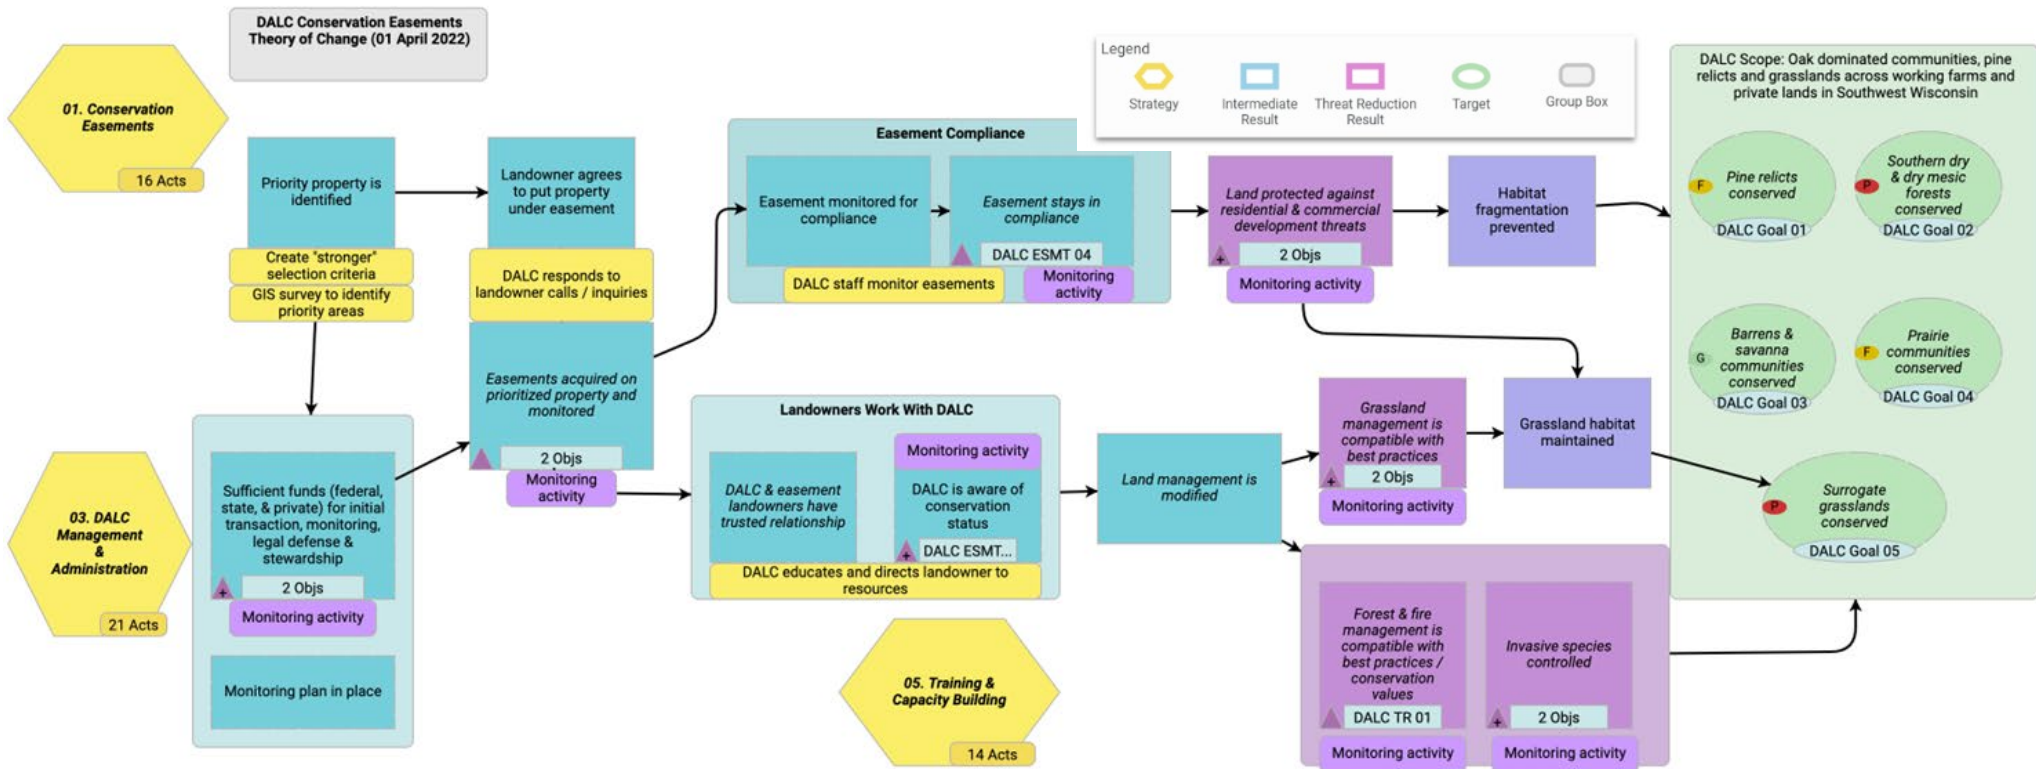 DALC Conservation Easements
Theory of Change (01 April 2022)
01. Conservation
Easements
16 Acts
Priority property is
identified
Create "stronger"
selection criteria
GIS survey to identify
priority areas
Landowner agrees
to put property
under easement
DALC responds to
landowner calls / inquiries
Easements acquired on
prioritized property and
monitored
2 Objs
Monitoring
activity
03. DALC
Management
&
Administration
21 Acts
Sufficient funds (federal,
state, & private) for initial
transaction, monitoring,
legal defense &
stewardship
2 Objs
Monitoring activity
Monitoring plan in place
Easement Compliance
Easement monitored for
compliance
Easement stays in
compliance
DALC ESMT 04
DALC staff monitor easements
Monitoring
activity
Landowners Work With DALC
DALC & easement
landowners have
trusted relationship
Monitoring activity
DALC is aware of
conservation
status
+
DALC ESMT...
DALC educates and directs landowner to
resources
05. Training &
Capacity Building
14 Acts
Legend
Strategy
Intermediate
Result
Threat Reduction
Result
Target
Group Box
Land protected against
residential & commercial
development threats
+
2 Objs
Monitoring activity
Habitat
fragmentation
prevented
Land management is
modified
Grassland
management is
compatible with
best practices
+
2 Objs
Monitoring activity
Grassland habitat
maintained
Forest & fire
management is
compatible with
best practices /
conservation
values
DALC TR 01
Monitoring activity
Invasive species
controlled
+
2 Objs
Monitoring activity
DALC Scope: Oak dominated communities, pine
relicts and grasslands across working farms and
private lands in Southwest Wisconsin
F
Pine relicts
conserved
DALC Goal 01
P
Southern dry
& dry mesic
forests
conserved
DALC Goal 02
G
Barrens &
savanna
communities
conserved
DALC Goal 03
F
Prairie
communities
conserved
DALC Goal 04
P
Surrogate
grasslands
conserved
DALC Goal 05